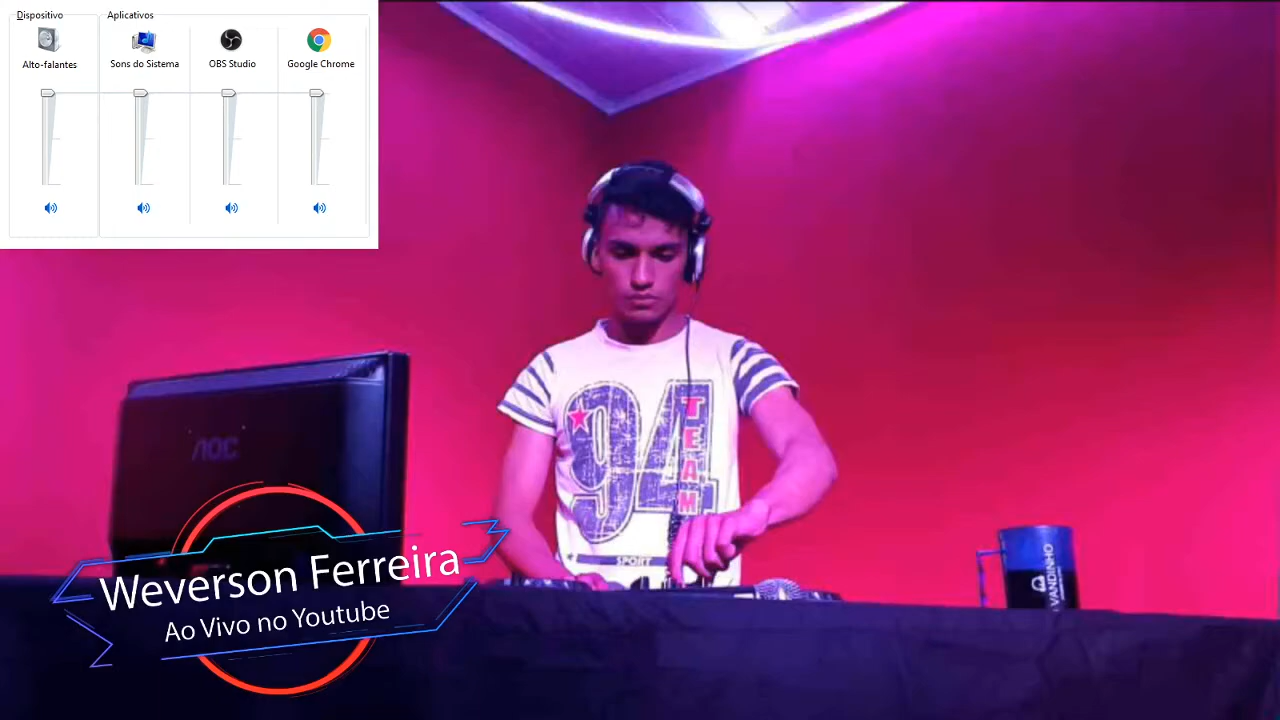 Dispositivo
Aplicativos
Alto-falantes
Sons do Sistema
OBS Studio
Google Chrome
AOC
94
TEAM
SPORT
Weverson Ferreira
Ao Vivo no Youtube
VANDINHO